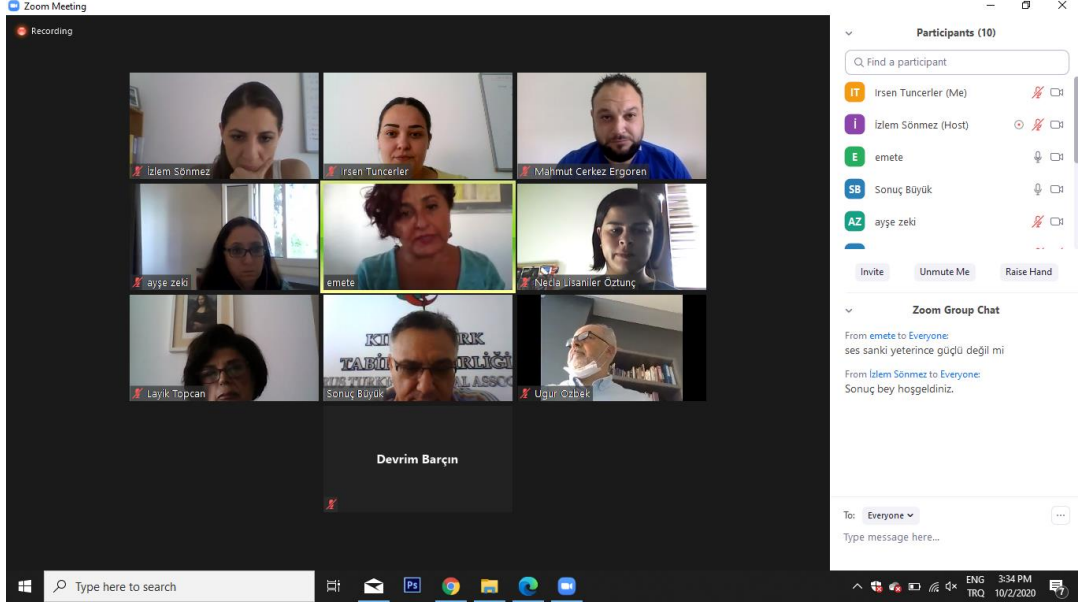 Zoom Meeting
Recording
Participants (10)
Find a participant
IT Irsen Tuncerler (Me)
İ İzlem Sönmez (Host)
E emete
SB Sonuç Büyük
AZ ayşe zeki
Invite Unmute Me Raise Hand
Zoom Group Chat
From emete to Everyone:
ses sanki yeterince güçlü değil mi
From İzlem Sönmez to Everyone:
Sonuç bey hoşgeldiniz.
To: Everyone
Type message here...
İzlem Sönmez
Irsen Tuncerler
Mahmut Cerkez Ergoren
ayşe zeki
emete
Necla Lisaniler Öztunç
Layik Topcan
Sonuç Büyük
Ugur Ozbek
Devrim Barçın
Type here to search
Ps
ENG 3:34 PM
TRQ 10/2/2020
7